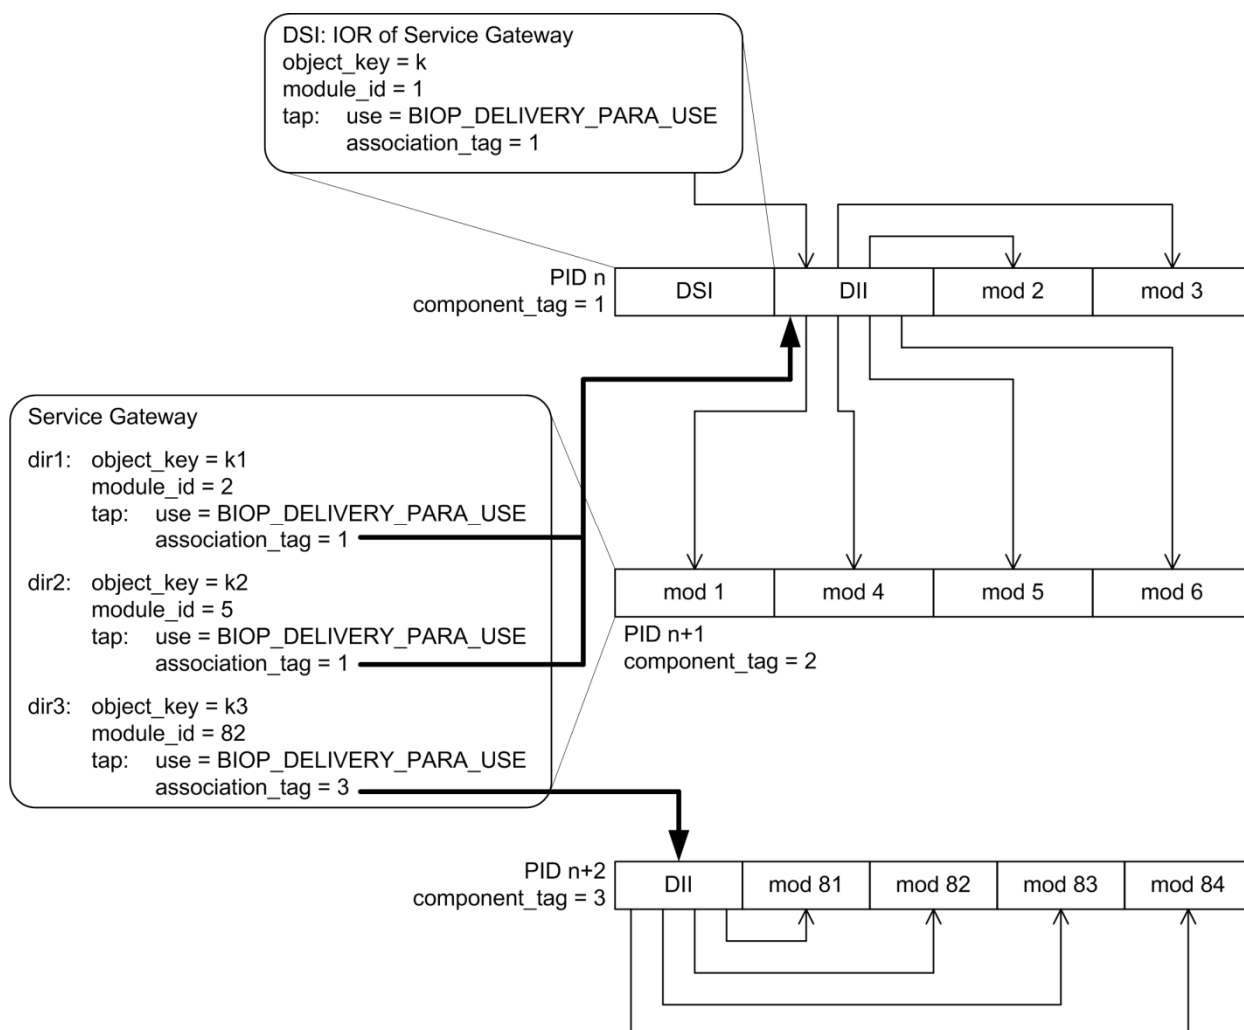 DSI: IOR of Service Gateway
object_key = k
module_id = 1
tap: use = BIOP_DELIVERY_PARA_USE
association_tag = 1
PID n
component_tag = 1
DSI
DII
mod 2
mod 3
Service Gateway
dir1: object_key = k1
module_id = 2
tap: use = BIOP_DELIVERY_PARA_USE
association_tag = 1
dir2: object_key = k2
module_id = 5
tap: use = BIOP_DELIVERY_PARA_USE
association_tag = 1
dir3: object_key = k3
module_id = 82
tap: use = BIOP_DELIVERY_PARA_USE
association_tag = 3
mod 1
mod 4
mod 5
mod 6
PID n+1
component_tag = 2
PID n+2
component_tag = 3
DII
mod 81
mod 82
mod 83
mod 84